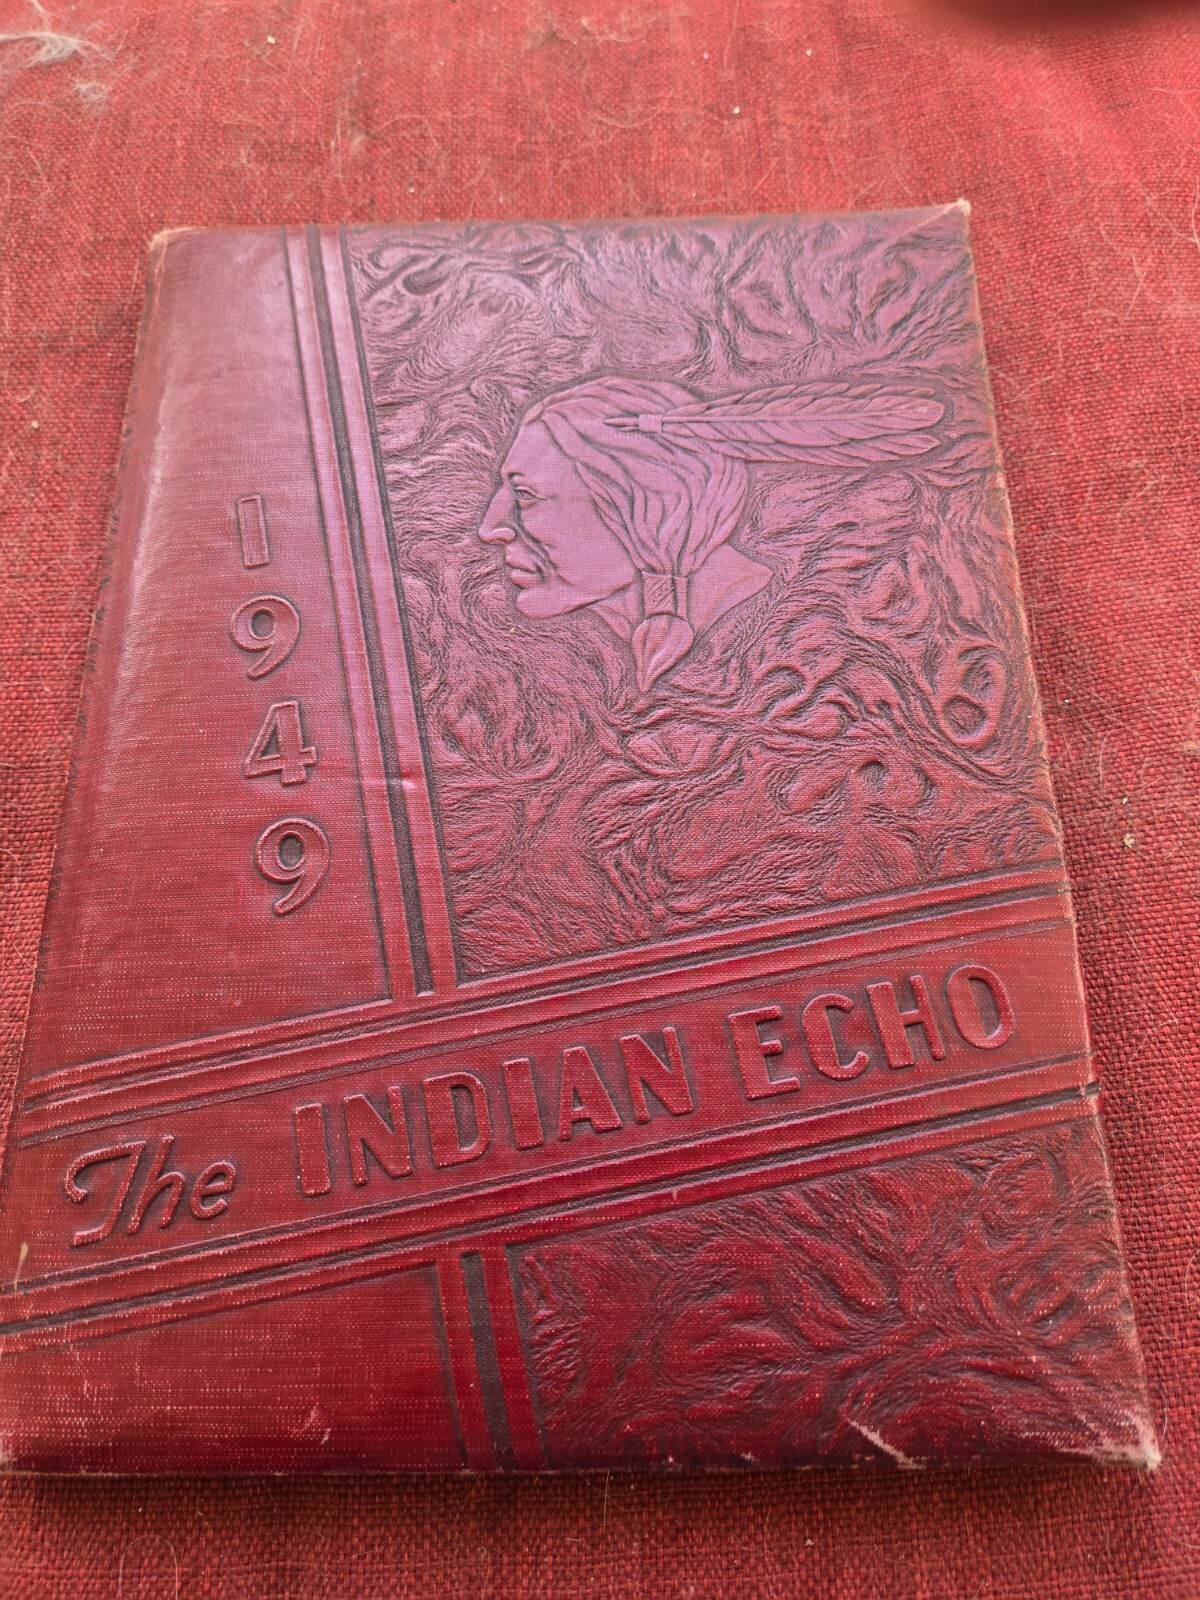 1949
The INDIAN ECHO